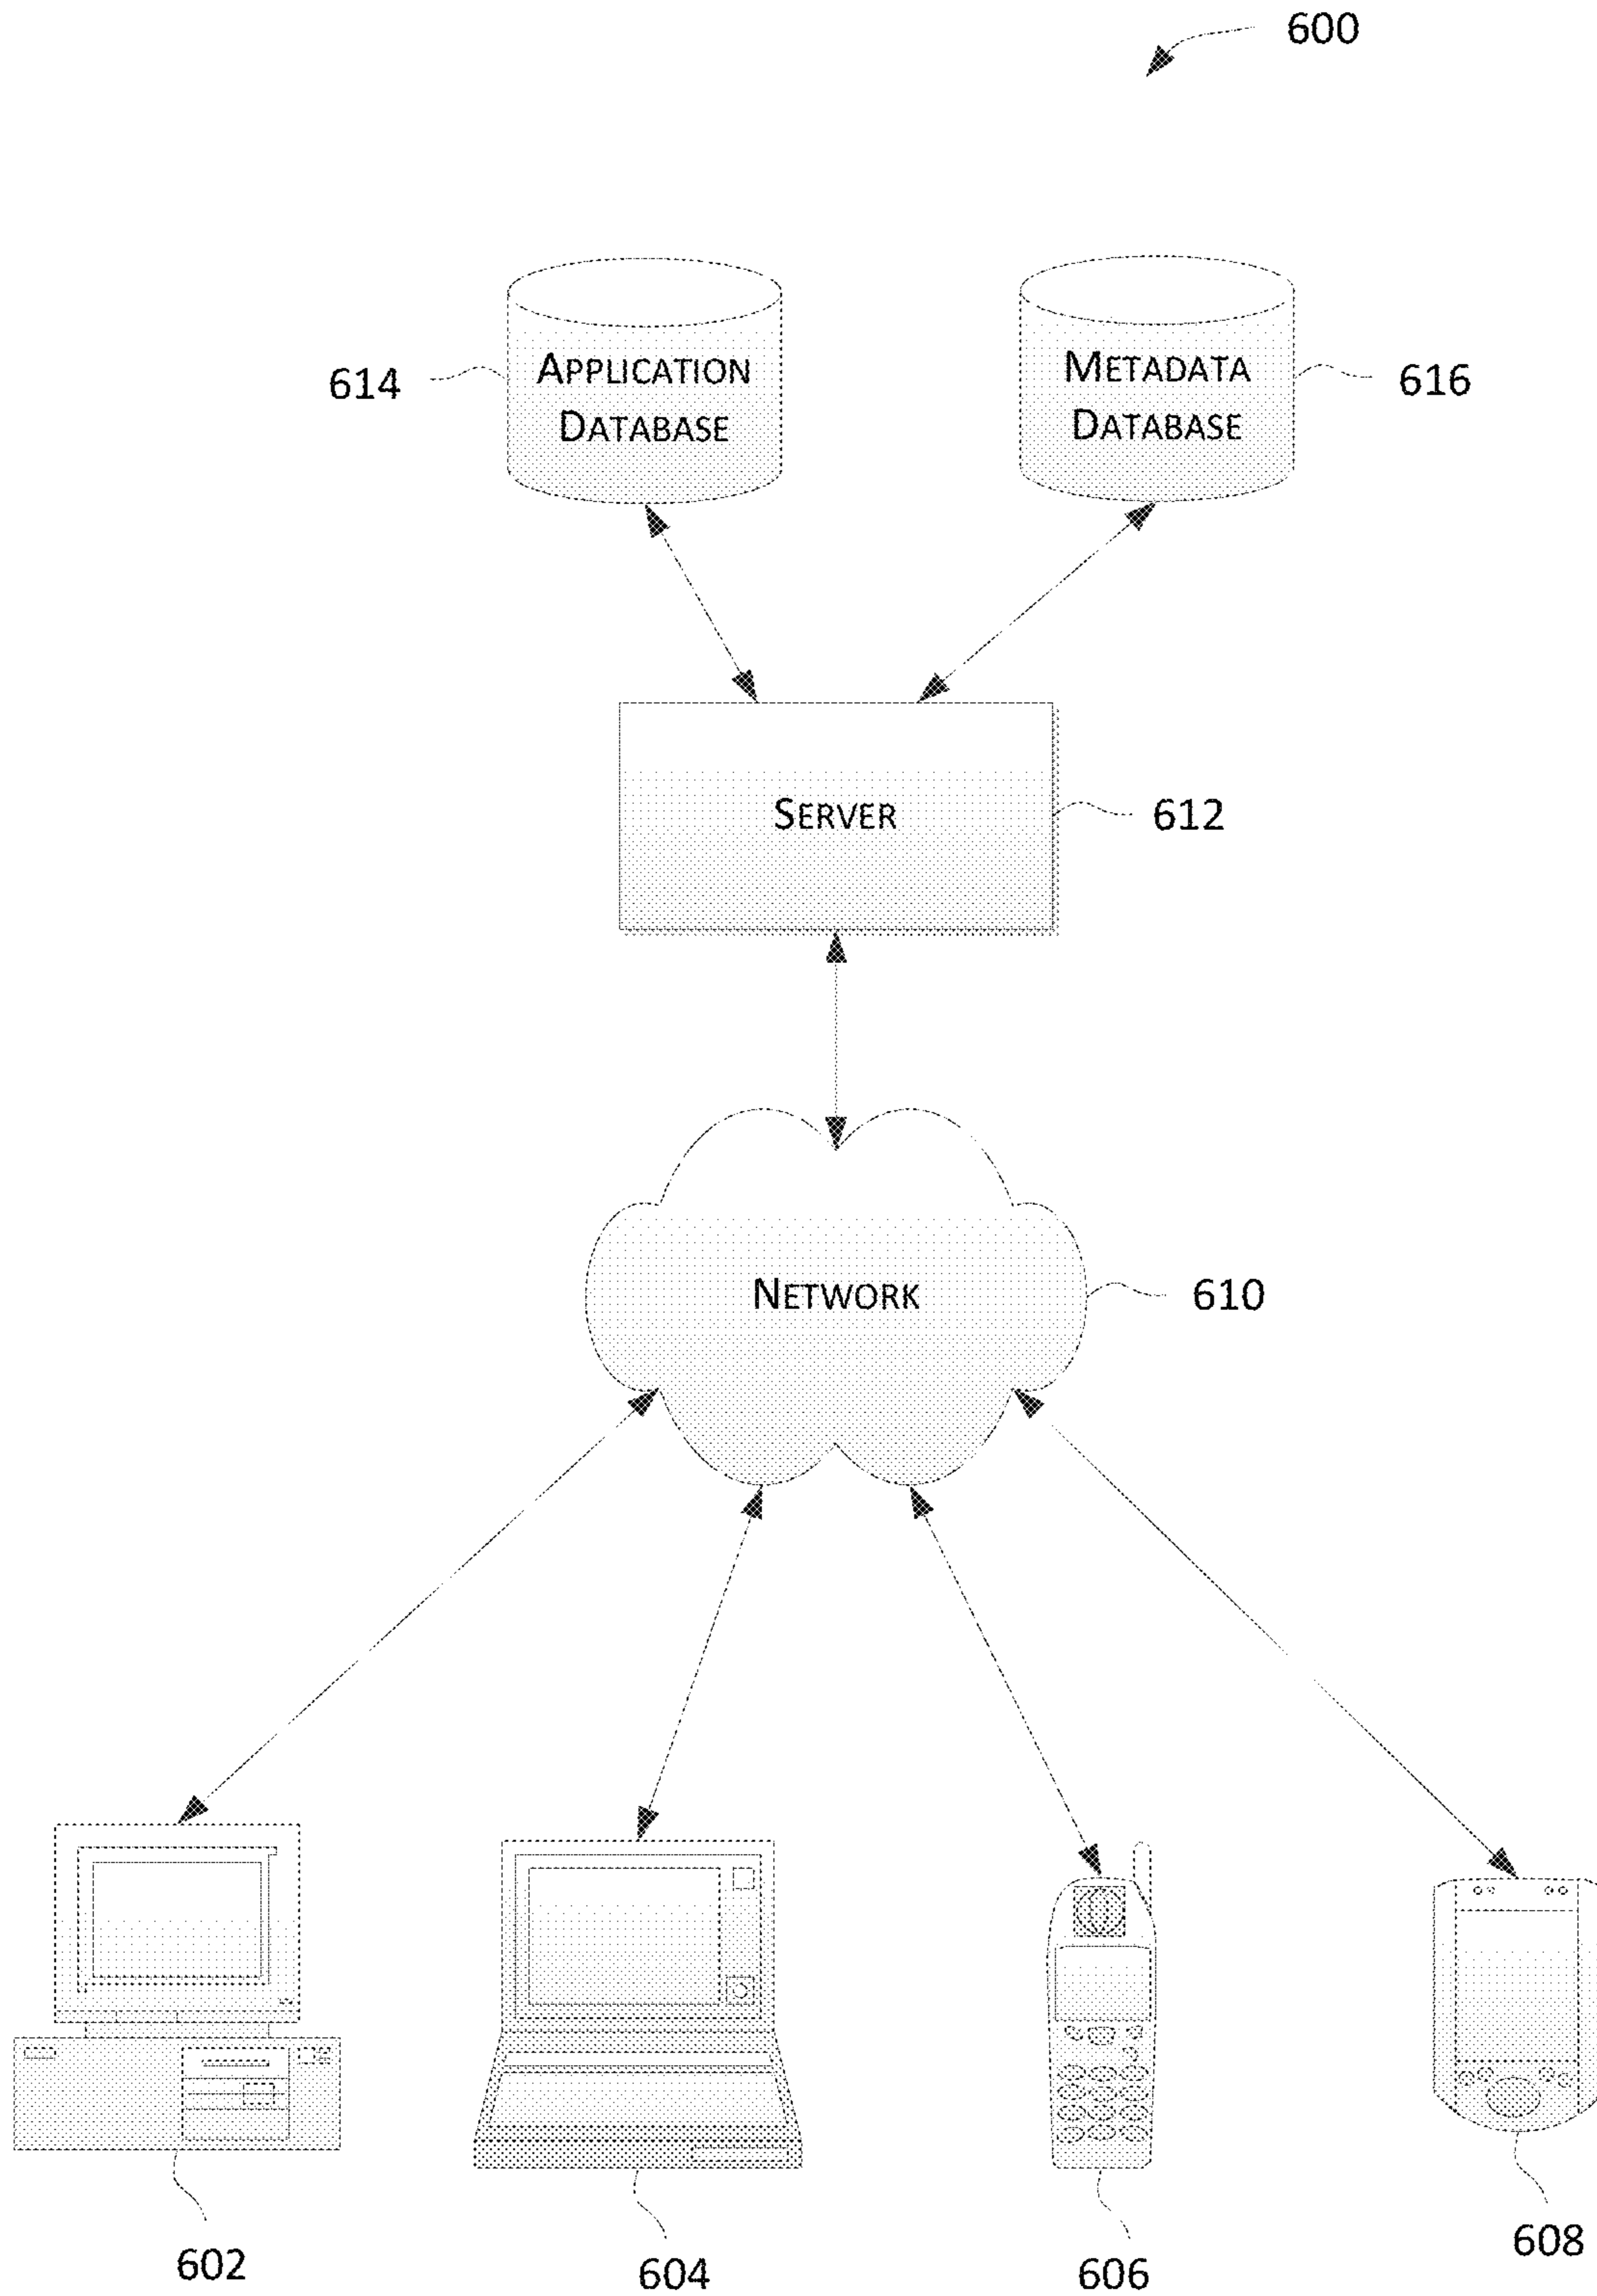 600
APPLICATION
DATABASE
614
METADATA
DATABASE
616
SERVER
612
NETWORK
610
602
604
606
608